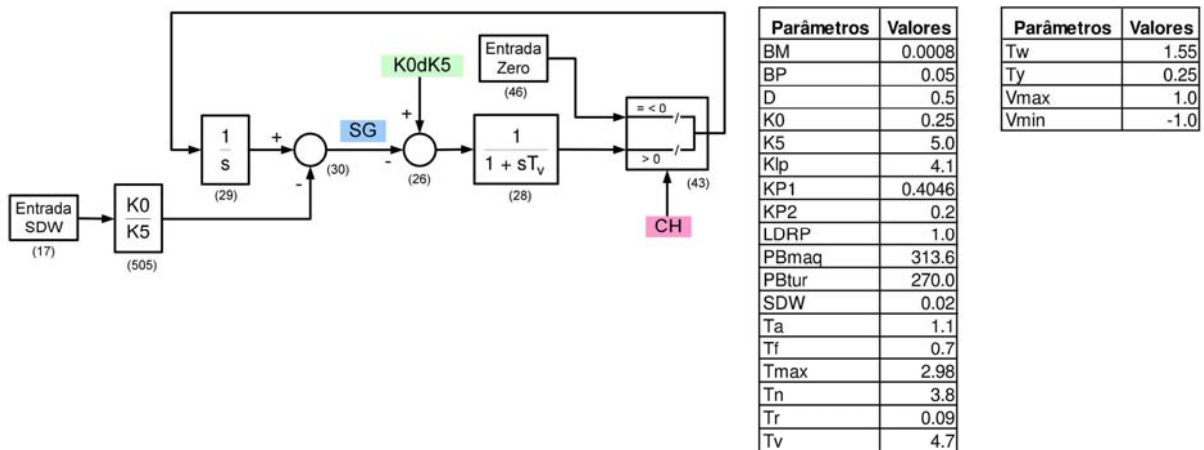 Entrada
SDW
(17)
K0
K5
(505)
1
s
(29)
+
-
(30)
SG
K0dK5
+
-
(26)
1
1 + sTv
(28)
Entrada
Zero
(46)
= < 0
> 0
(43)
CH
Parâmetros Valores
BM 0.0008
BP 0.05
D 0.5
K0 0.25
K5 5.0
Klp 4.1
KP1 0.4046
KP2 0.2
LDRP 1.0
PBmaq 313.6
PBtur 270.0
SDW 0.02
Ta 1.1
Tf 0.7
Tmax 2.98
Tn 3.8
Tr 0.09
Tv 4.7
Parâmetros Valores
Tw 1.55
Ty 0.25
Vmax 1.0
Vmin -1.0